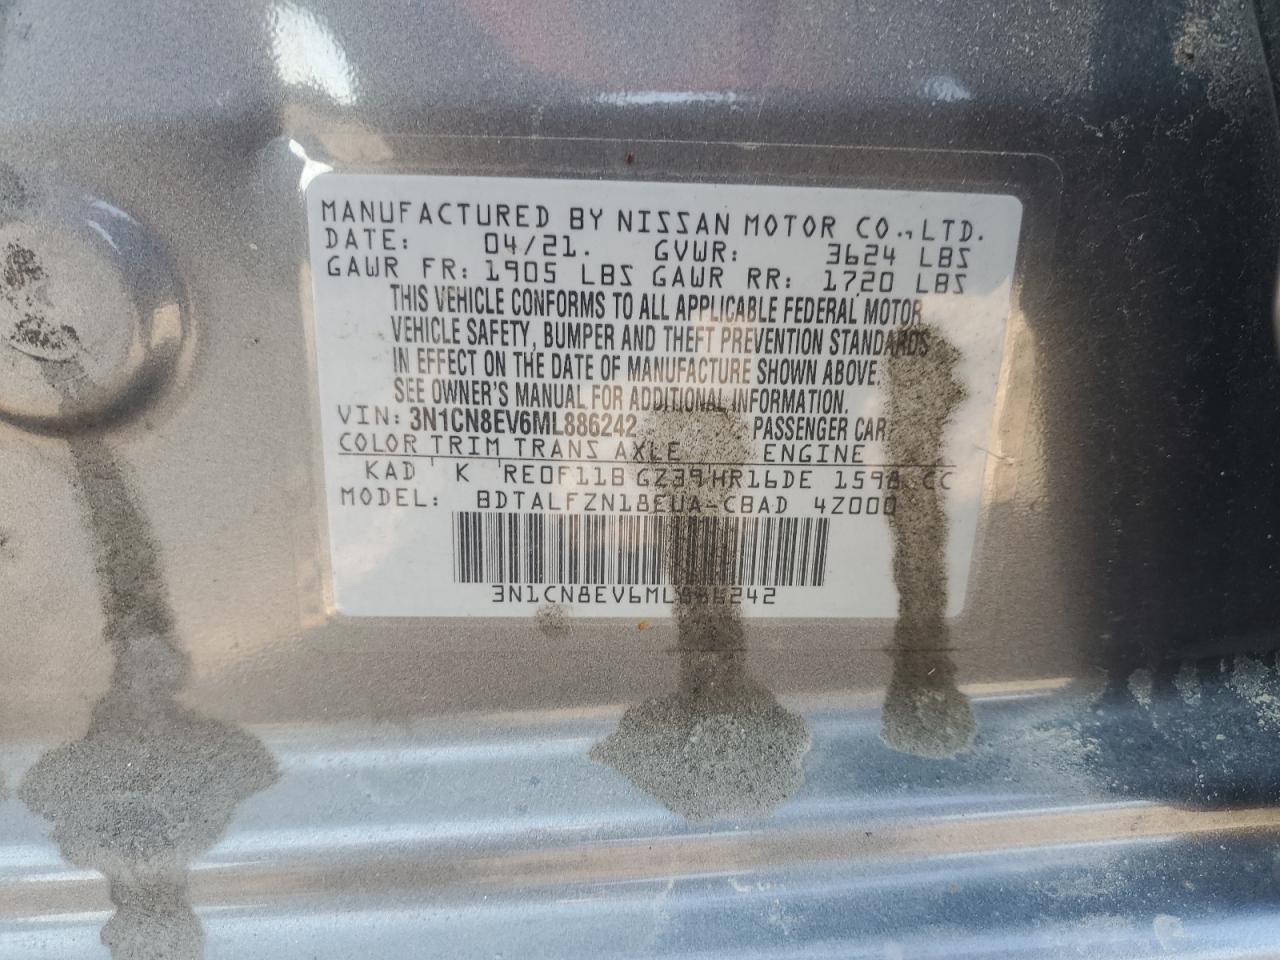 MANUFACTURED BY NISSAN MOTOR CO., LTD.
DATE: 04/21. GVWR: 3624 LBS
GAWR FR: 1905 LBS GAWR RR: 1720 LBS
THIS VEHICLE CONFORMS TO ALL APPLICABLE FEDERAL MOTOR
VEHICLE SAFETY, BUMPER AND THEFT PREVENTION STANDARDS
IN EFFECT ON THE DATE OF MANUFACTURE SHOWN ABOVE.
SEE OWNER'S MANUAL FOR ADDITIONAL INFORMATION.
VIN: 3N1CN8EV6ML886242 PASSENGER CAR
COLOR TRIM TRANS AXLE ENGINE
KAD K RE0F11B GZ39 HR16DE 1598 CC
MODEL: BDTALFZN18EUA-CBAD 4Z000
3N1CN8EV6ML886242